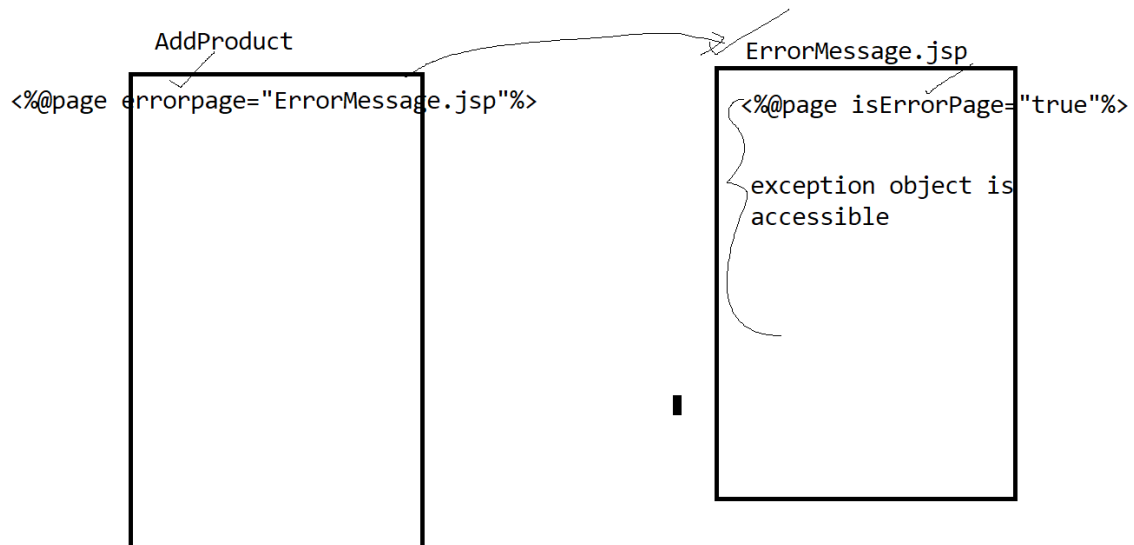 AddProduct
<%@page errorpage="ErrorMessage.jsp"%>
ErrorMessage.jsp
<%@page isErrorPage="true"%>
exception object is
accessible